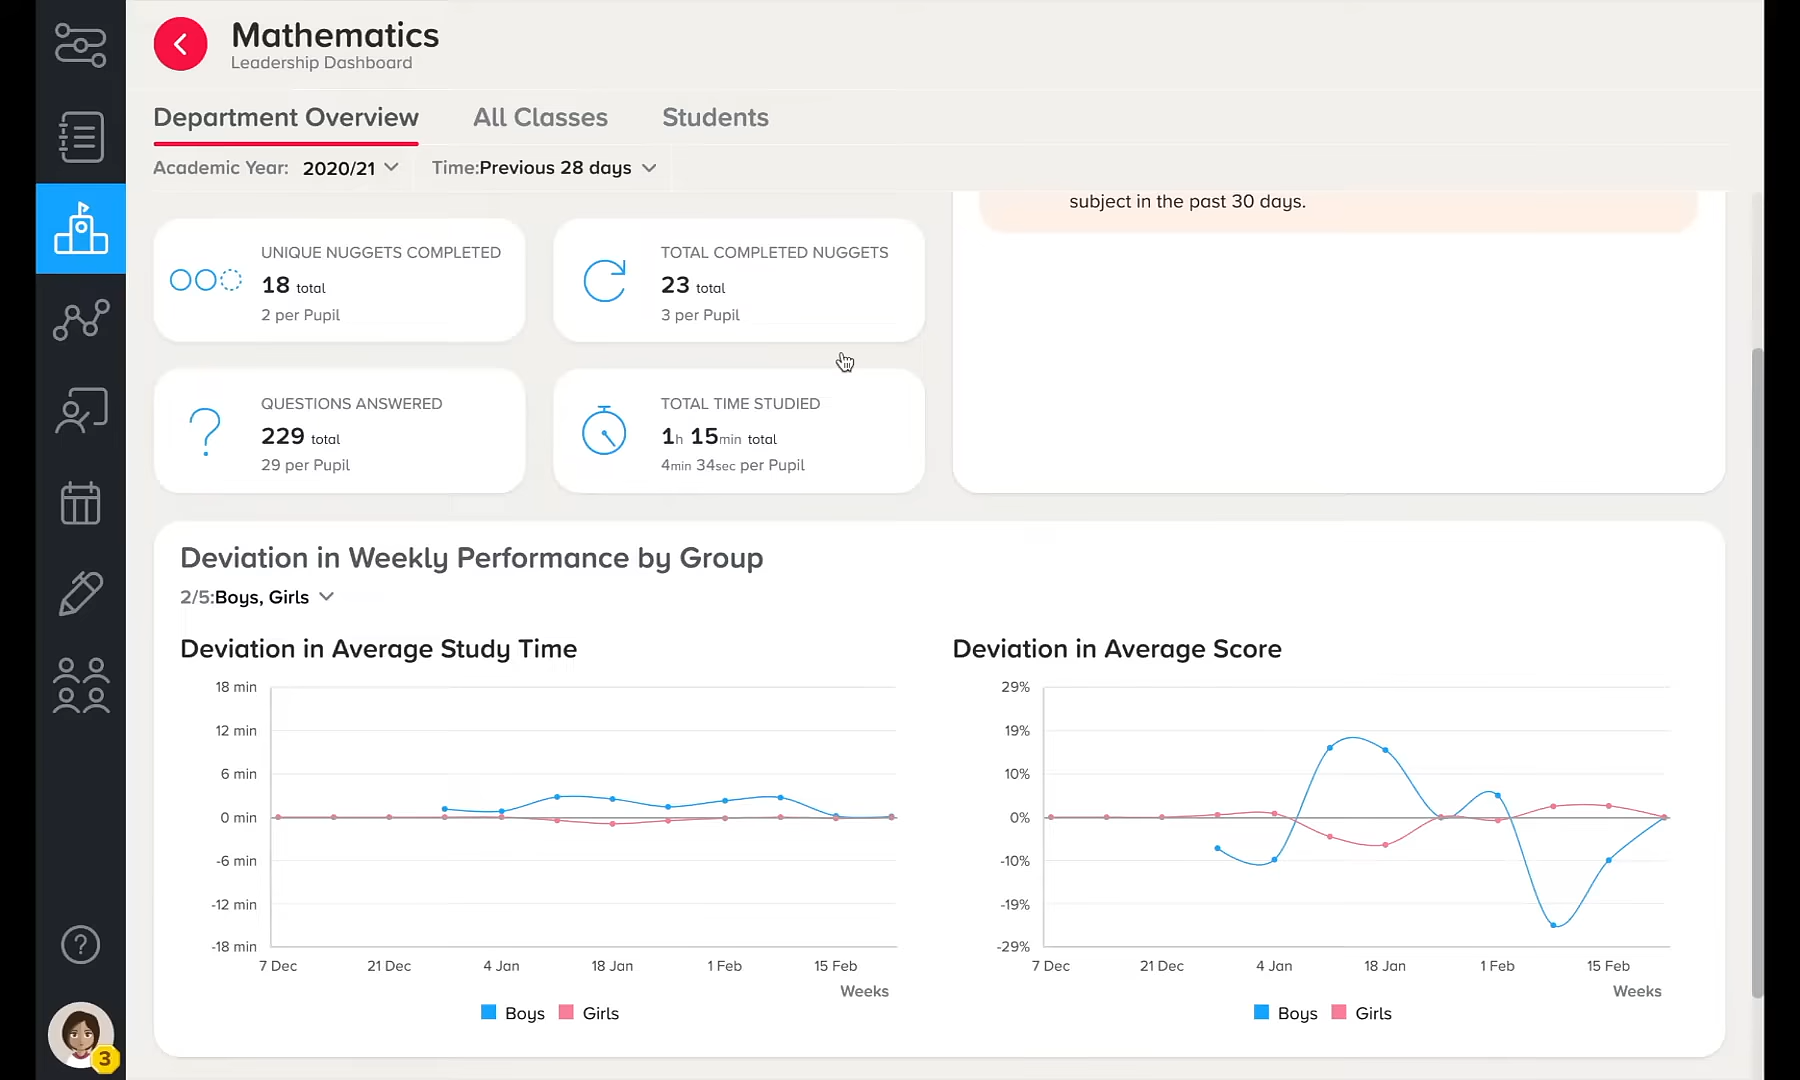 Mathematics
Leadership Dashboard
Department Overview
All Classes
Students
Academic Year: 2020/21
Time:Previous 28 days
subject in the past 30 days.
UNIQUE NUGGETS COMPLETED
18 total
2 per Pupil
TOTAL COMPLETED NUGGETS
23 total
3 per Pupil
QUESTIONS ANSWERED
229 total
29 per Pupil
TOTAL TIME STUDIED
1h 15min total
4min 34sec per Pupil
Deviation in Weekly Performance by Group
2/5:Boys, Girls
Deviation in Average Study Time
18 min
12 min
6 min
0 min
-6 min
-12 min
-18 min
7 Dec
21 Dec
4 Jan
18 Jan
1 Feb
15 Feb
Weeks
Boys
Girls
Deviation in Average Score
29%
19%
10%
0%
-10%
-19%
-29%
7 Dec
21 Dec
4 Jan
18 Jan
1 Feb
15 Feb
Weeks
Boys
Girls
?
3